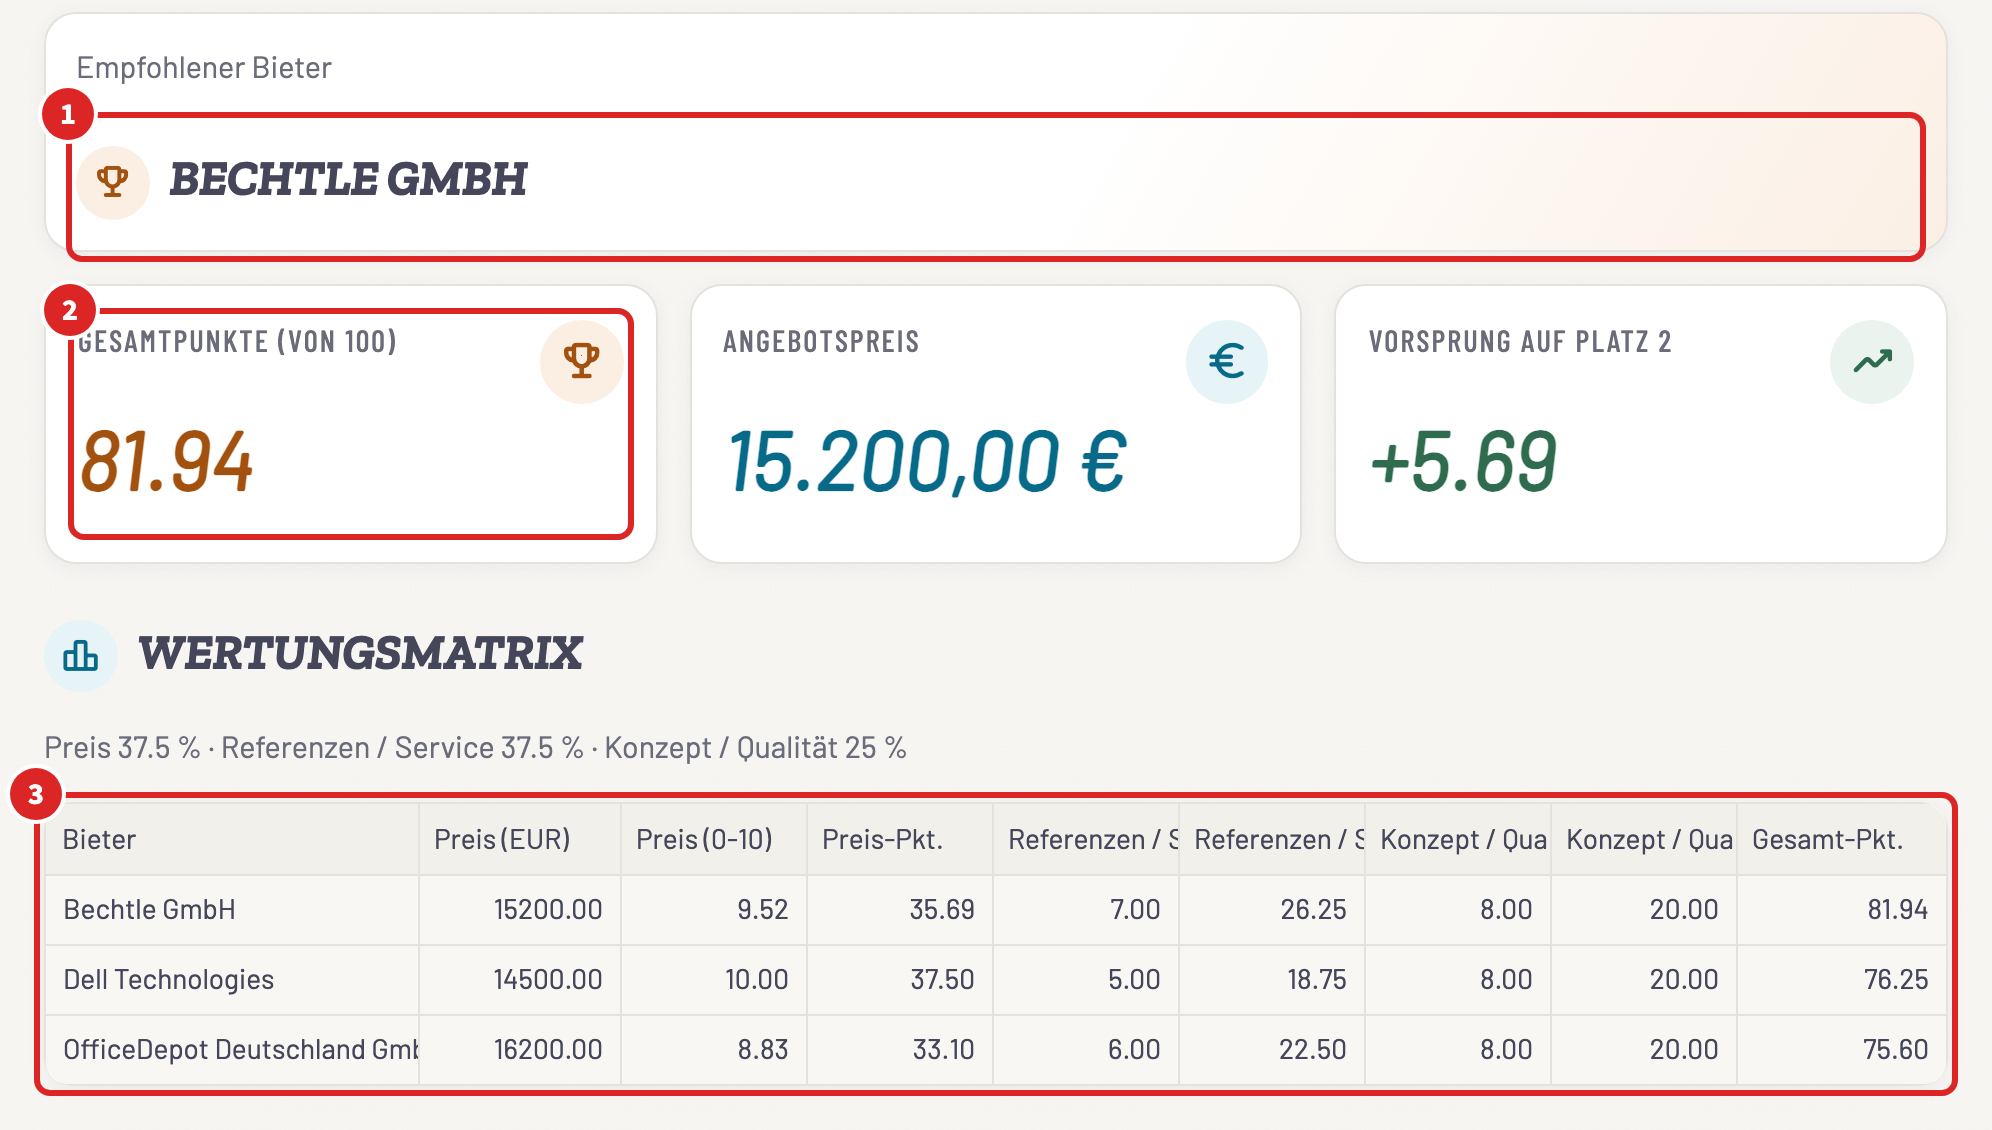 Empfohlener Bieter
1
BECHTLE GMBH
2
GESAMTPUNKTE (VON 100)
81.94
ANGEBOTSPREIS
€
15.200,00 €
VORSPRUNG AUF PLATZ 2
+5.69
WERTUNGSMATRIX
Preis 37.5 % · Referenzen / Service 37.5 % · Konzept / Qualität 25 %
3
Bieter Preis (EUR) Preis (0-10) Preis-Pkt. Referenzen / S Referenzen / S Konzept / Qua Konzept / Qua Gesamt-Pkt.
Bechtle GmbH 15200.00 9.52 35.69 7.00 26.25 8.00 20.00 81.94
Dell Technologies 14500.00 10.00 37.50 5.00 18.75 8.00 20.00 76.25
OfficeDepot Deutschland Gmb 16200.00 8.83 33.10 6.00 22.50 8.00 20.00 75.60